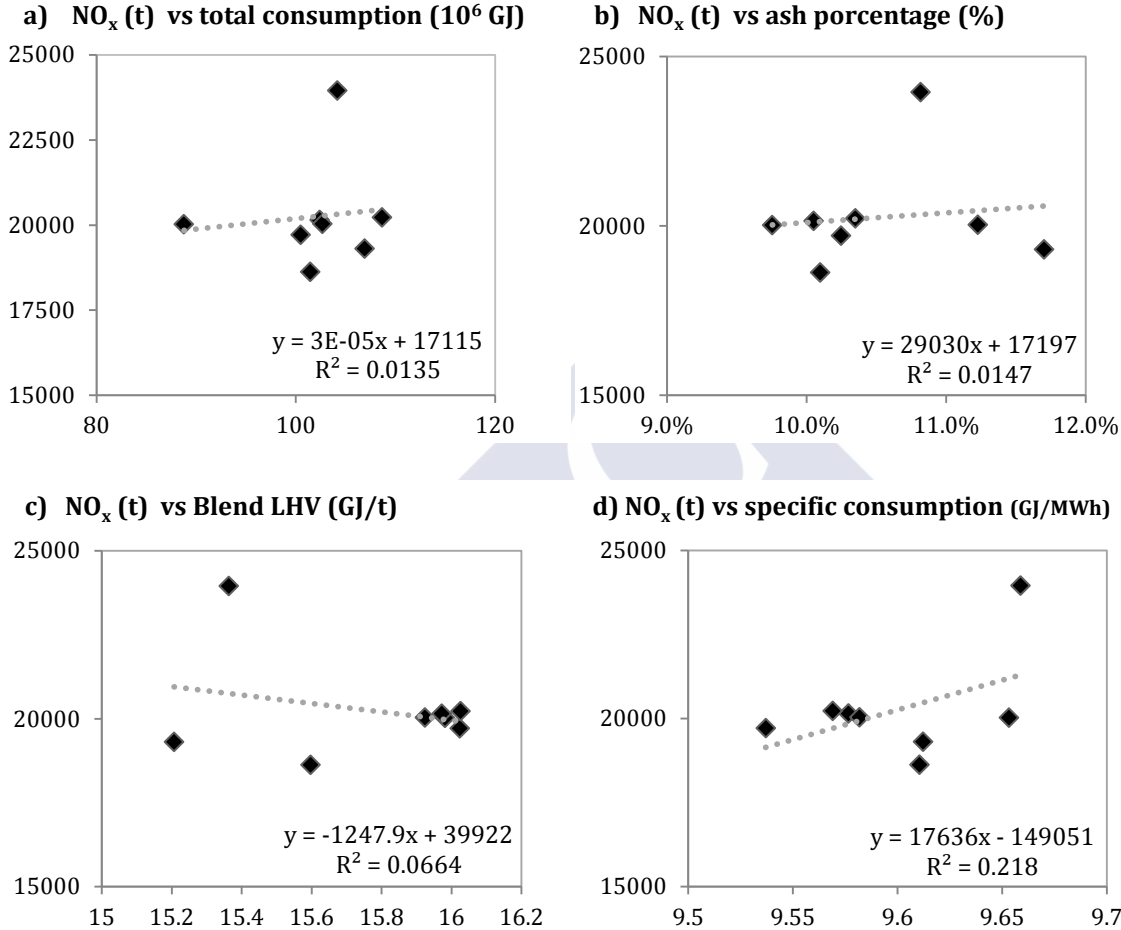 a) NOₓ (t) vs total consumption (10⁶ GJ)
25000
22500
20000
17500
15000
80 100 120
y = 3E-05x + 17115
R² = 0.0135
b) NOₓ (t) vs ash porcentage (%)
25000
20000
15000
9.0% 10.0% 11.0% 12.0%
y = 29030x + 17197
R² = 0.0147
c) NOₓ (t) vs Blend LHV (GJ/t)
25000
20000
15000
15 15.2 15.4 15.6 15.8 16 16.2
y = -1247.9x + 39922
R² = 0.0664
d) NOₓ (t) vs specific consumption (GJ/MWh)
25000
20000
15000
9.5 9.55 9.6 9.65 9.7
y = 17636x - 149051
R² = 0.218